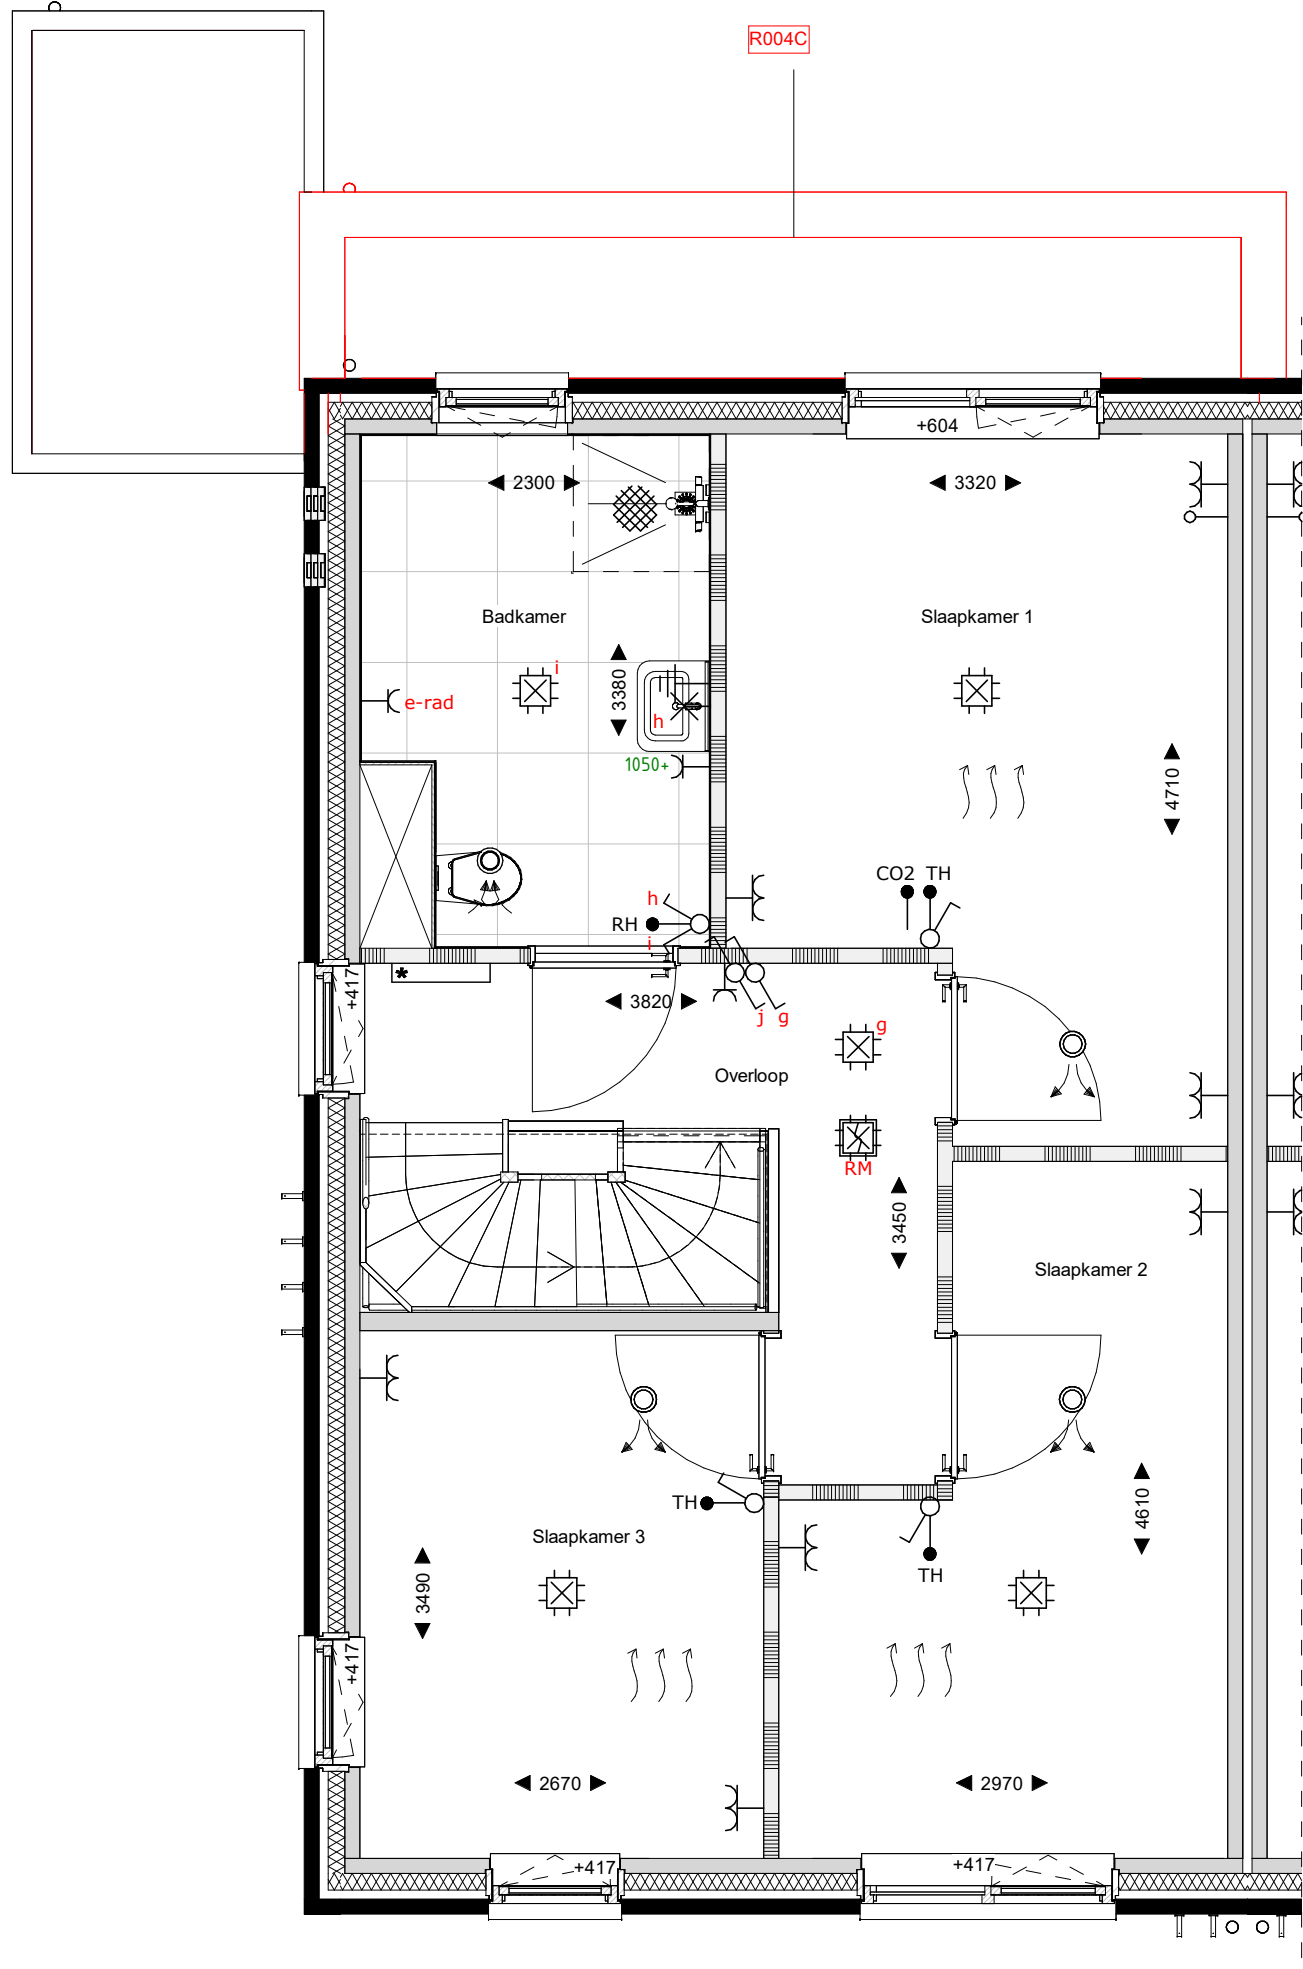 R004C
+604
2300
3320
Badkamer
Slaapkamer 1
i
3380
e-rad
h
1050+
4710
CO2 TH
h
RH
i
+417
*
3820
j g
g
Overloop
RM
3450
Slaapkamer 2
4610
TH
Slaapkamer 3
3490
TH
+417
2670
2970
+417
+417